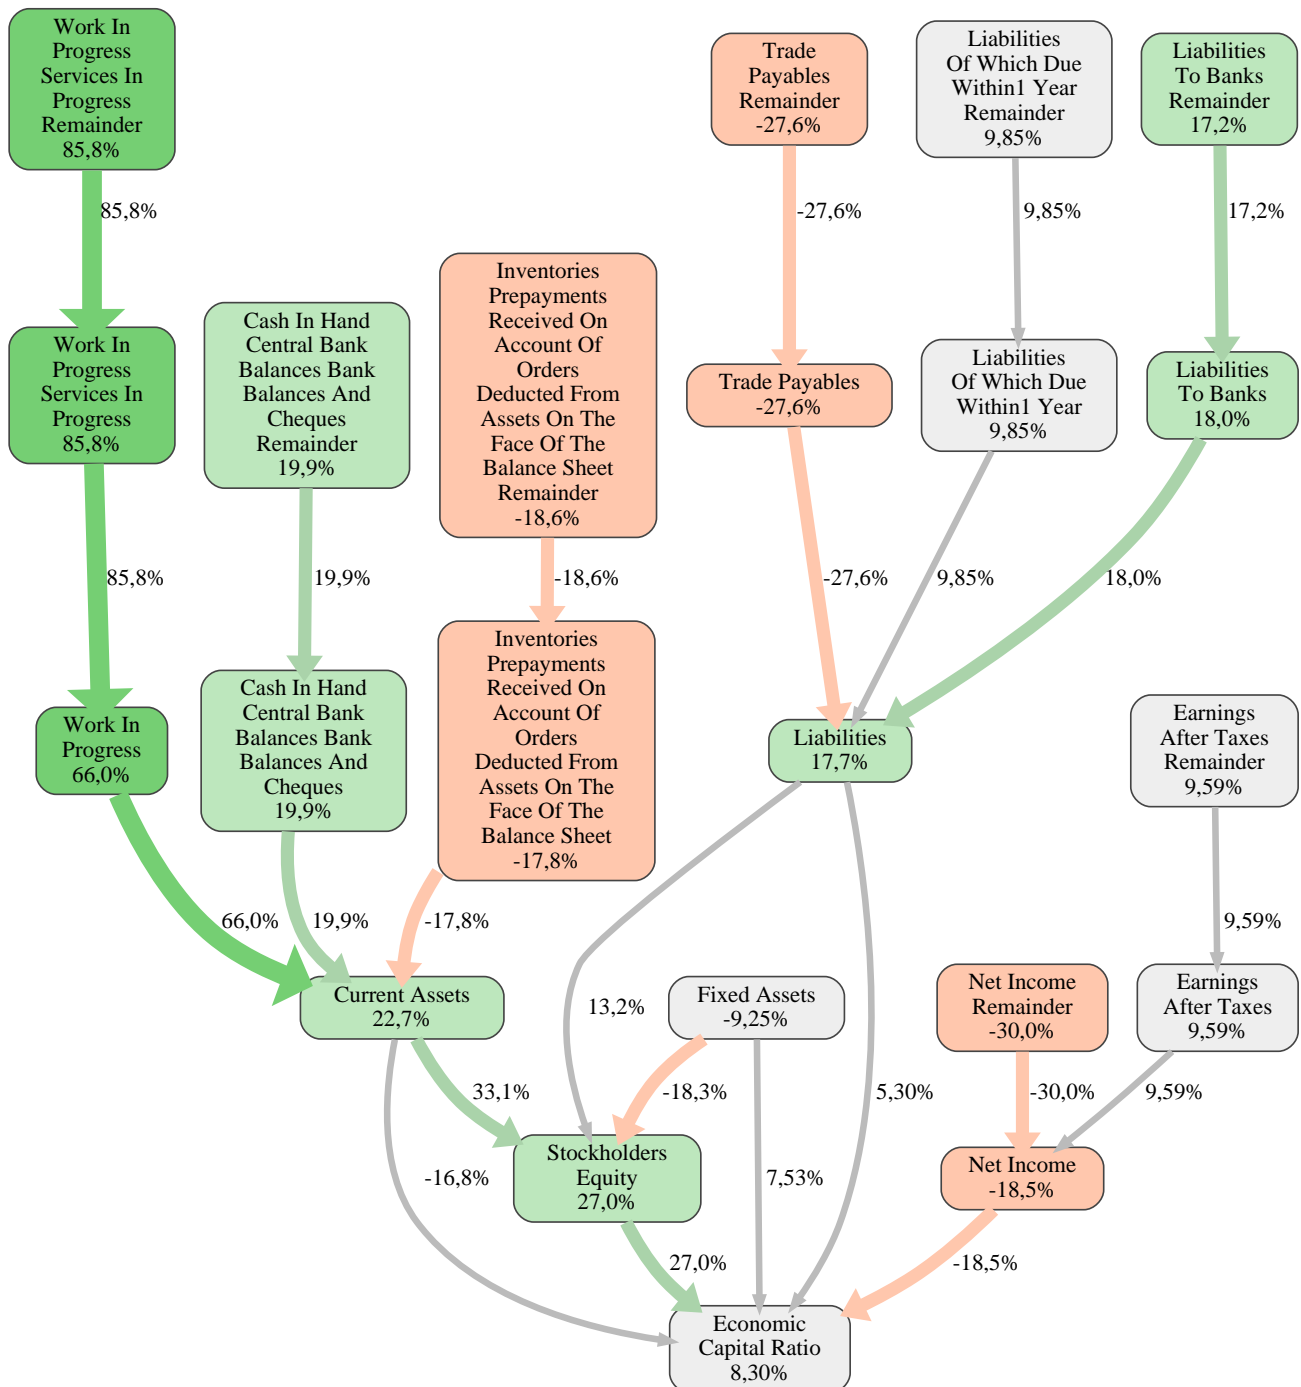 Work In
Progress
Services In
Progress
Remainder
85,8%
Trade
Payables
Remainder
-27,6%
Liabilities
Of Which Due
Within1 Year
Remainder
9,85%
Liabilities
To Banks
Remainder
17,2%
85,8%
-27,6%
9,85%
17,2%
Work In
Progress
Services In
Progress
85,8%
Cash In Hand
Central Bank
Balances Bank
Balances And
Cheques
Remainder
19,9%
Inventories
Prepayments
Received On
Account Of
Orders
Deducted From
Assets On The
Face Of The
Balance Sheet
Remainder
-18,6%
Trade Payables
-27,6%
Liabilities
Of Which Due
Within1 Year
9,85%
Liabilities
To Banks
18,0%
85,8%
19,9%
-18,6%
-27,6%
9,85%
18,0%
Work In
Progress
66,0%
Cash In Hand
Central Bank
Balances Bank
Balances And
Cheques
19,9%
Inventories
Prepayments
Received On
Account Of
Orders
Deducted From
Assets On The
Face Of The
Balance Sheet
-17,8%
Liabilities
17,7%
Earnings
After Taxes
Remainder
9,59%
66,0%
19,9%
-17,8%
9,59%
Current Assets
22,7%
13,2%
Fixed Assets
-9,25%
Net Income
Remainder
-30,0%
Earnings
After Taxes
9,59%
33,1%
-18,3%
5,30%
-30,0%
9,59%
-16,8%
Stockholders
Equity
27,0%
7,53%
Net Income
-18,5%
27,0%
-18,5%
Economic
Capital Ratio
8,30%